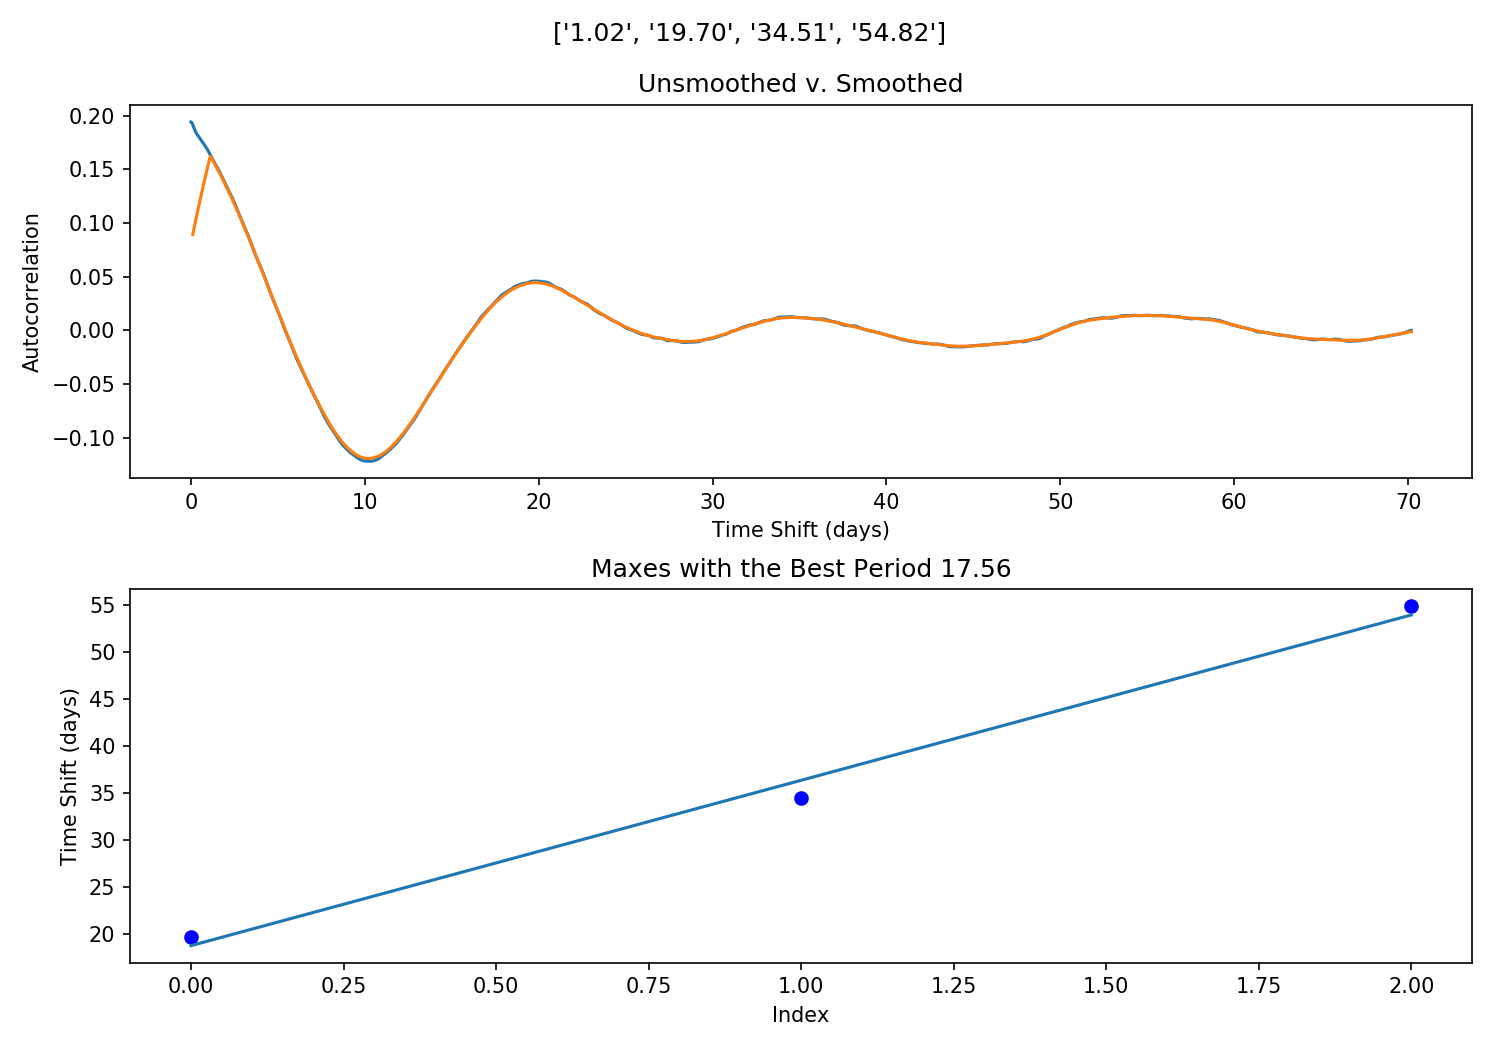 ['1.02', '19.70', '34.51', '54.82']
Unsmoothed v. Smoothed
0.20
0.15
0.10
0.05
0.00
−0.05
−0.10
Autocorrelation
0 10 20 30 40 50 60 70
Time Shift (days)
Maxes with the Best Period 17.56
55
50
45
40
35
30
25
20
Time Shift (days)
0.00 0.25 0.50 0.75 1.00 1.25 1.50 1.75 2.00
Index